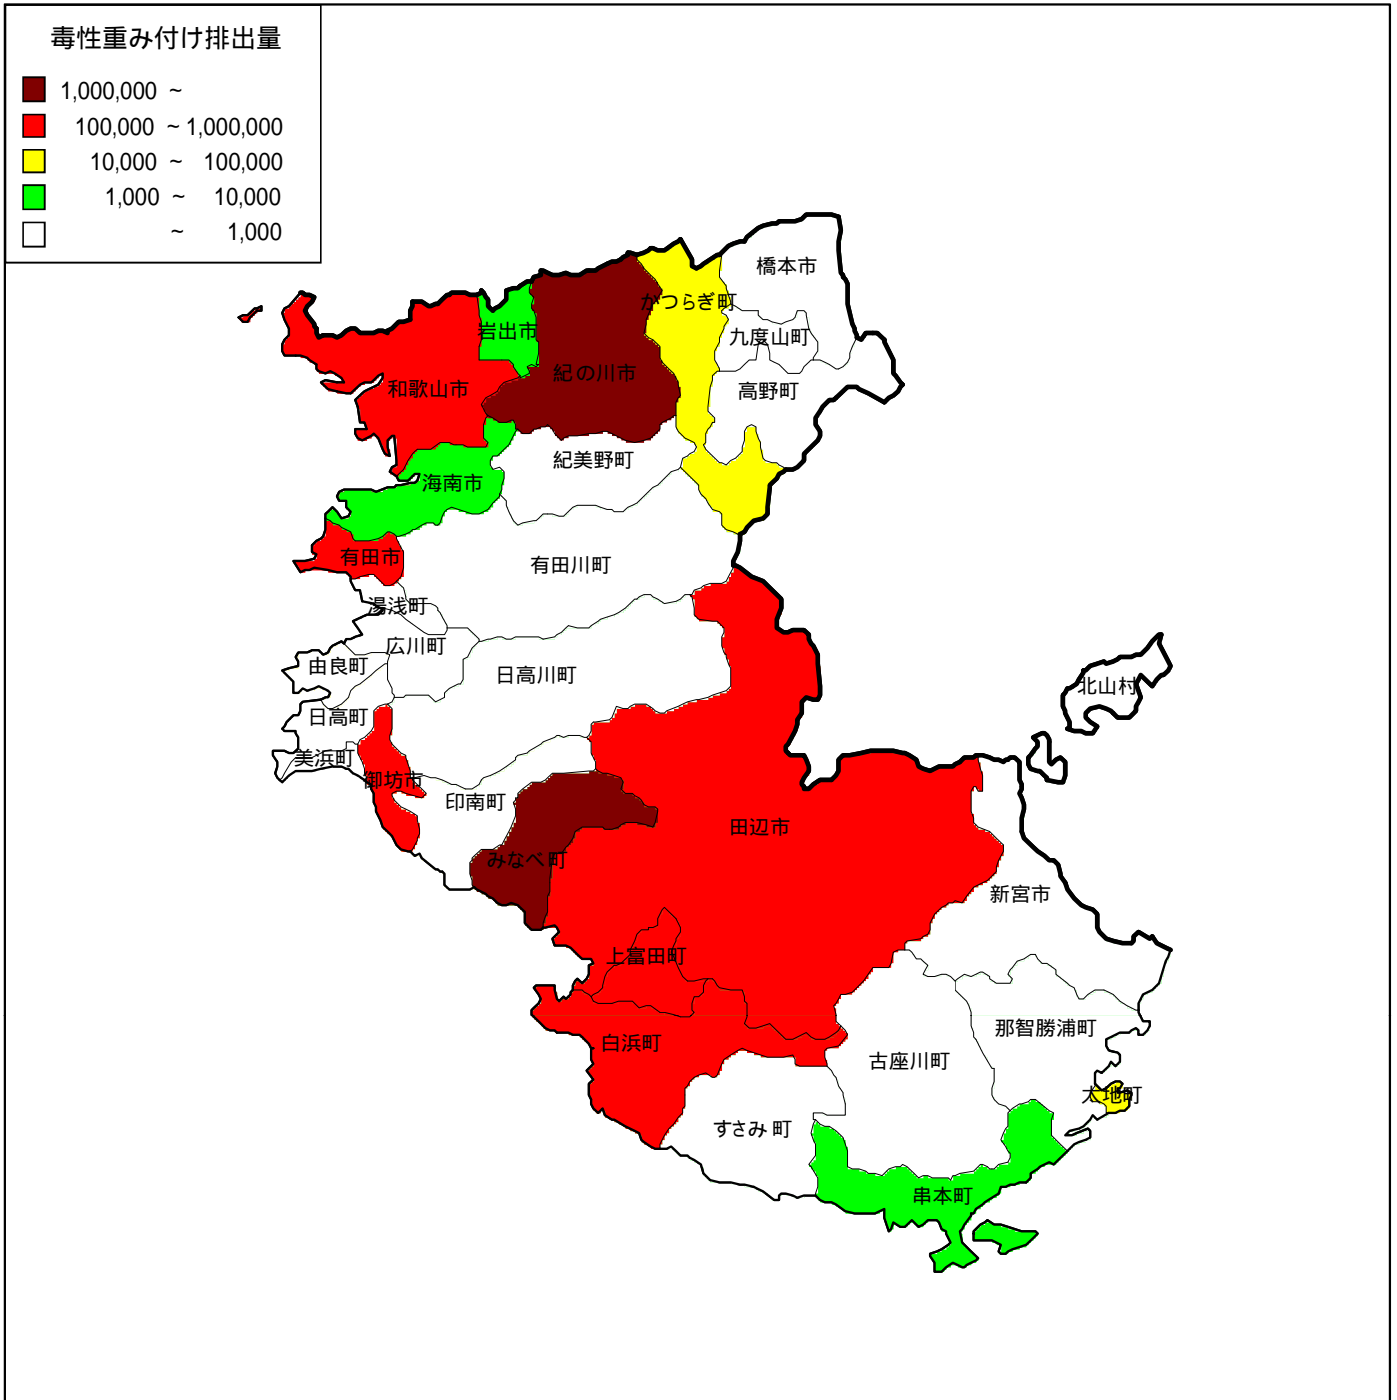 毒性重み付け排出量
1,000,000 ~
100,000 ~ 1,000,000
10,000 ~ 100,000
1,000 ~ 10,000
~ 1,000
橋本市
かつらぎ町
岩出市
九度山町
紀の川市
和歌山市
高野町
紀美野町
海南市
有田市
有田川町
湯浅町
広川町
由良町
日高川町
北山村
日高町
美浜町
御坊市
印南町
田辺市
みなべ町
新宮市
上富田町
那智勝浦町
白浜町
古座川町
太地町
すさみ町
串本町